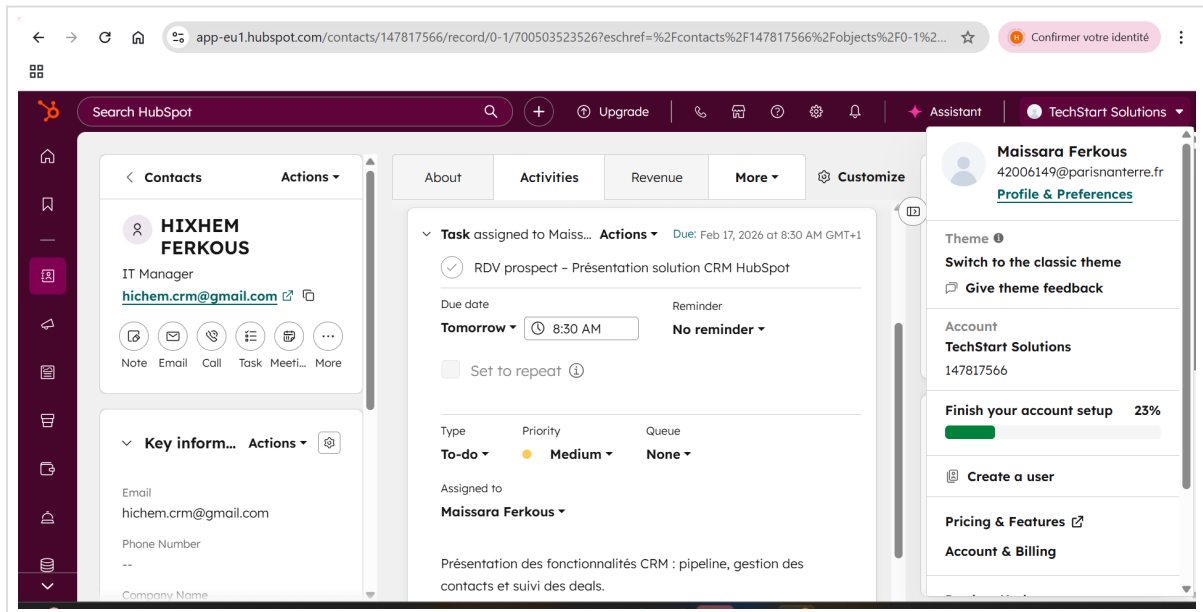 app-eu1.hubspot.com/contacts/147817566/record/0-1/700503523526?eschref=%2Fcontacts%2F147817566%2Fobjects%2F0-1%2...
H
Confirmer votre identité
Search HubSpot
Upgrade
Assistant
TechStart Solutions
Contacts
Actions
HIXHEM
FERKOUS
IT Manager
hichem.crm@gmail.com
Note Email Call Task Meeti... More
Key inform... Actions
Email
hichem.crm@gmail.com
Phone Number
--
Company Name
About Activities Revenue More Customize
Task assigned to Maiss... Actions Due: Feb 17, 2026 at 8:30 AM GMT+1
RDV prospect – Présentation solution CRM HubSpot
Due date Reminder
Tomorrow 8:30 AM No reminder
Set to repeat
Type Priority Queue
To-do Medium None
Assigned to
Maissara Ferkous
Présentation des fonctionnalités CRM : pipeline, gestion des
contacts et suivi des deals.
Maissara Ferkous
42006149@parisnanterre.fr
Profile & Preferences
Theme
Switch to the classic theme
Give theme feedback
Account
TechStart Solutions
147817566
Finish your account setup 23%
Create a user
Pricing & Features
Account & Billing